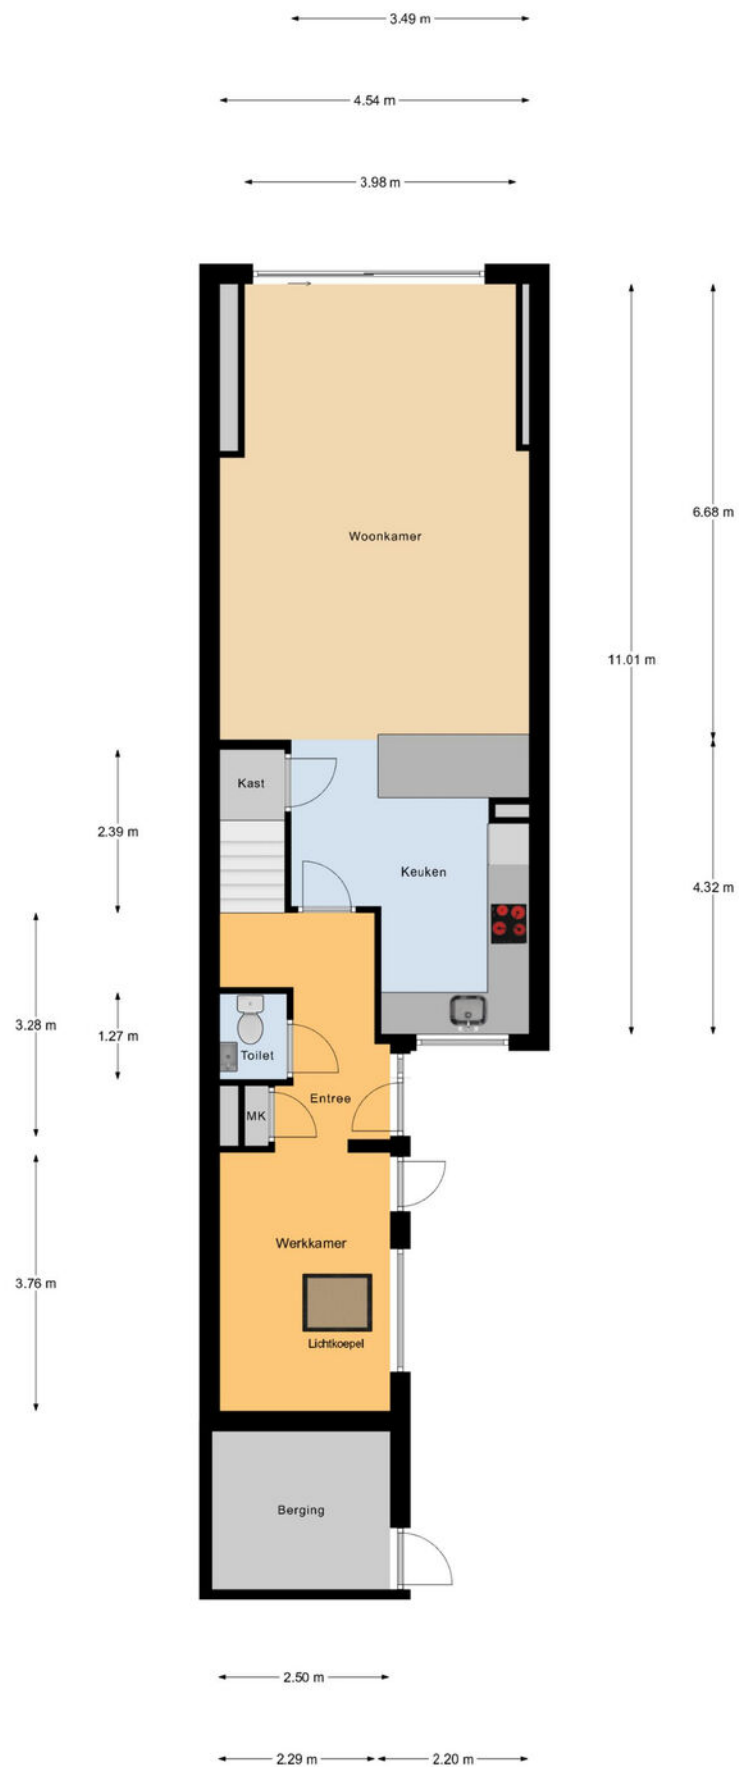 3.49 m
4.54 m
3.98 m
Woonkamer
6.68 m
11.01 m
Kast
2.39 m
Keuken
4.32 m
3.28 m
1.27 m
Toilet
Entree
MK
Werkkamer
3.76 m
Lichtkoepel
Berging
2.50 m
2.29 m
2.20 m